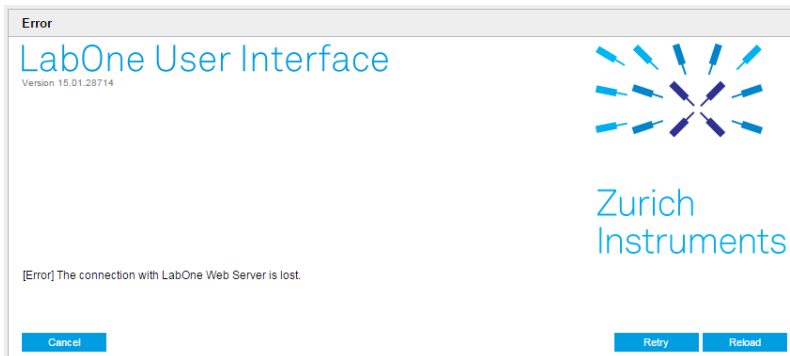 Error
LabOne User Interface
Version 15.01.28714
Zurich
Instruments
[Error] The connection with LabOne Web Server is lost.
Cancel
Retry
Reload